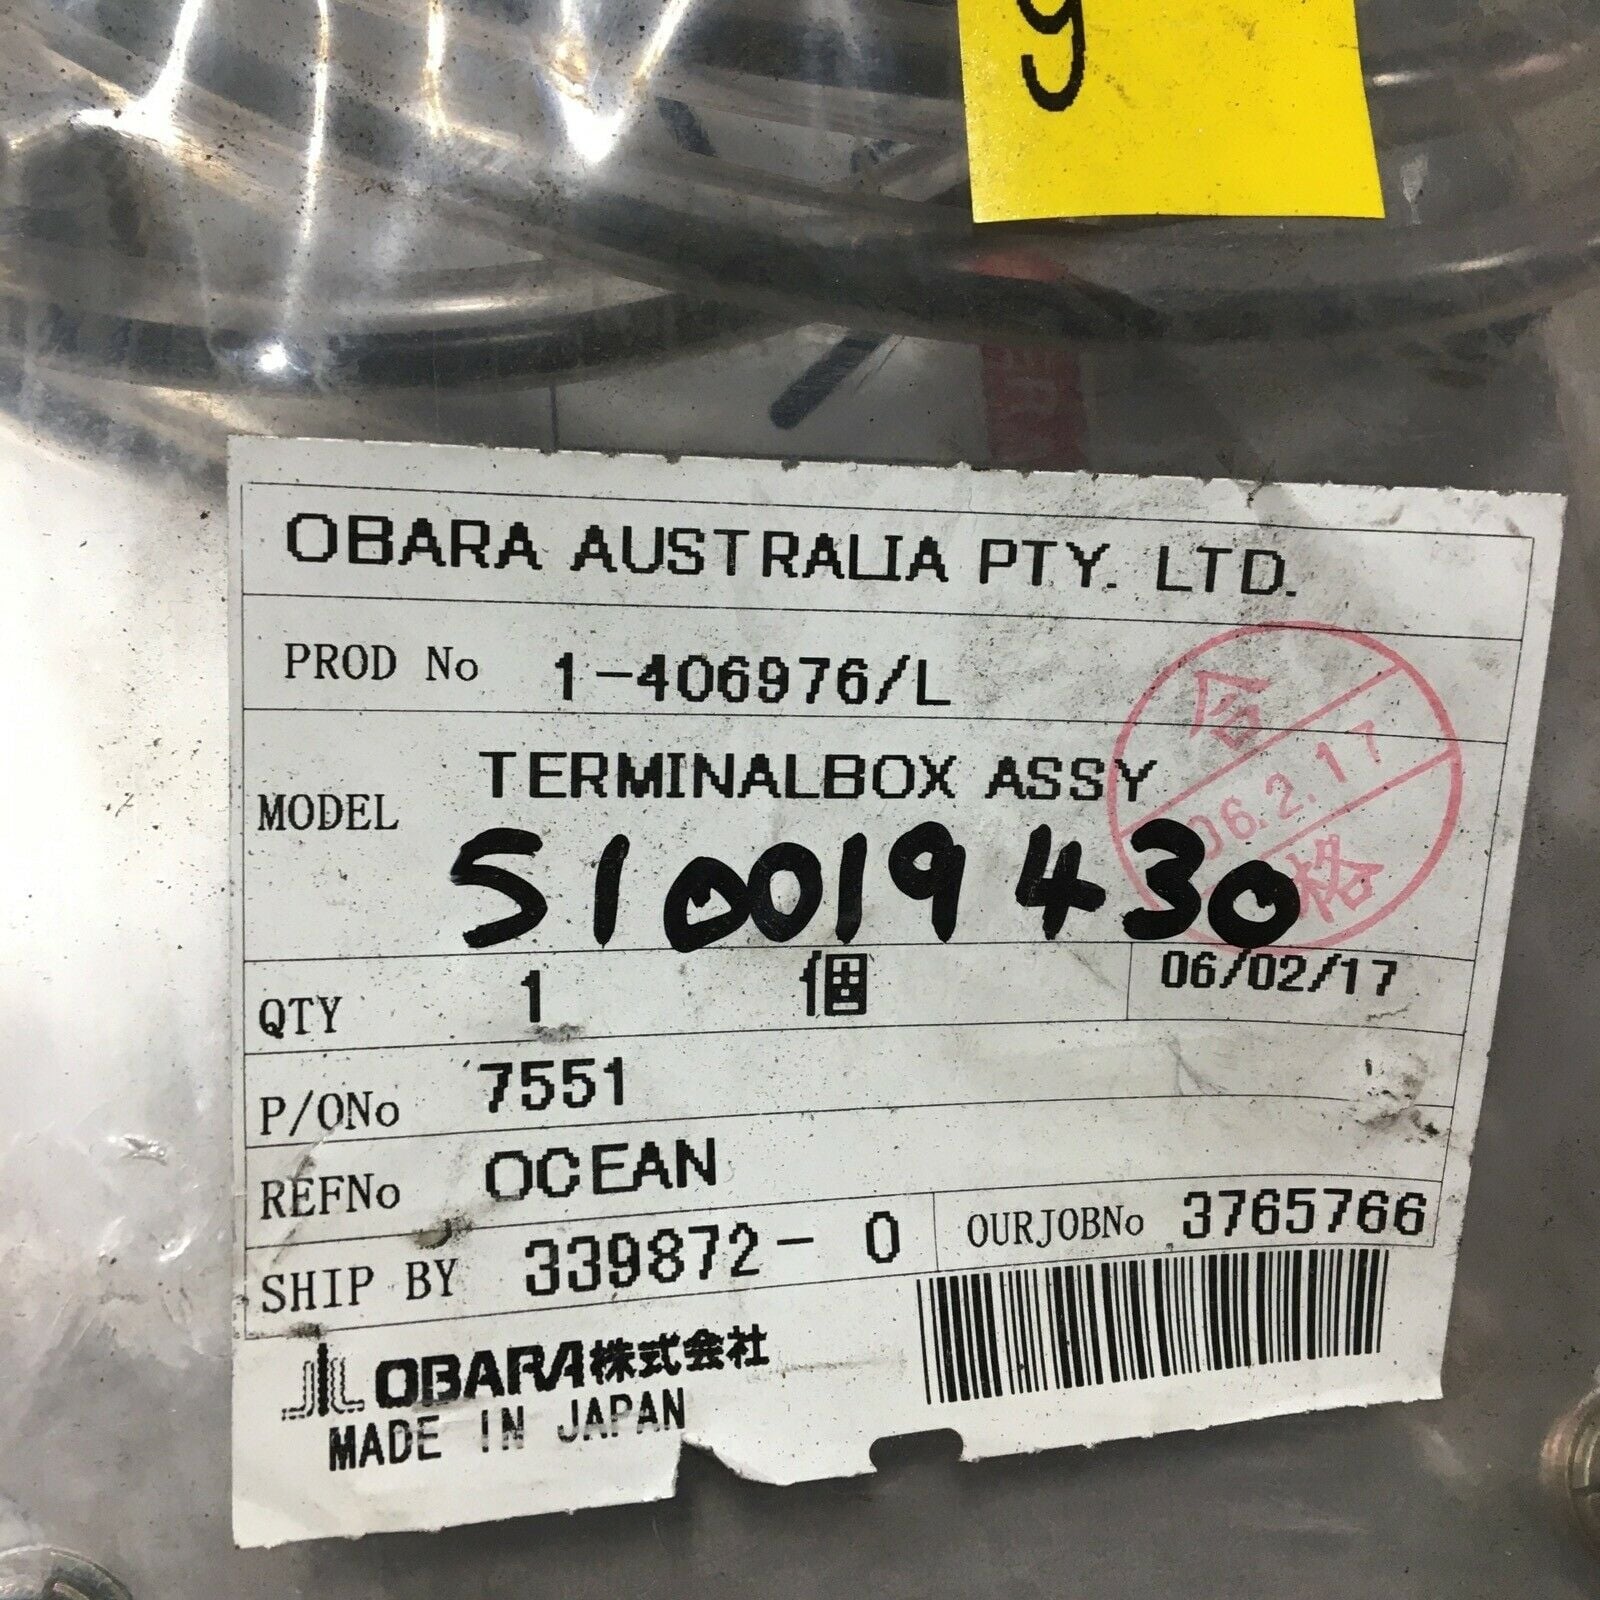 9
OBARA AUSTRALIA PTY. LTD.
PROD No 1-406976/L
MODEL TERMINALBOX ASSY
S10019430
合
06.2.17
格
QTY 1 個 06/02/17
P/ONo 7551
REFNo OCEAN
SHIP BY 339872- 0 OURJOBNo 3765766
OBARA株式会社
MADE IN JAPAN